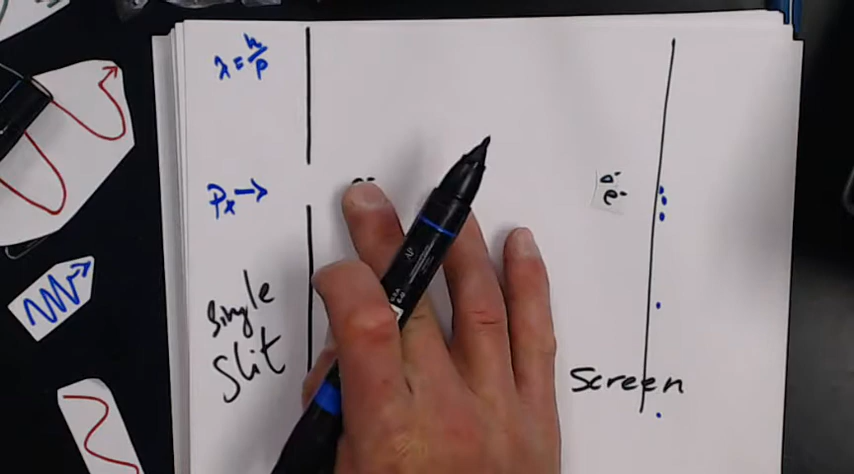 λ = h/p
Px →
e-
Single
Slit
Screen